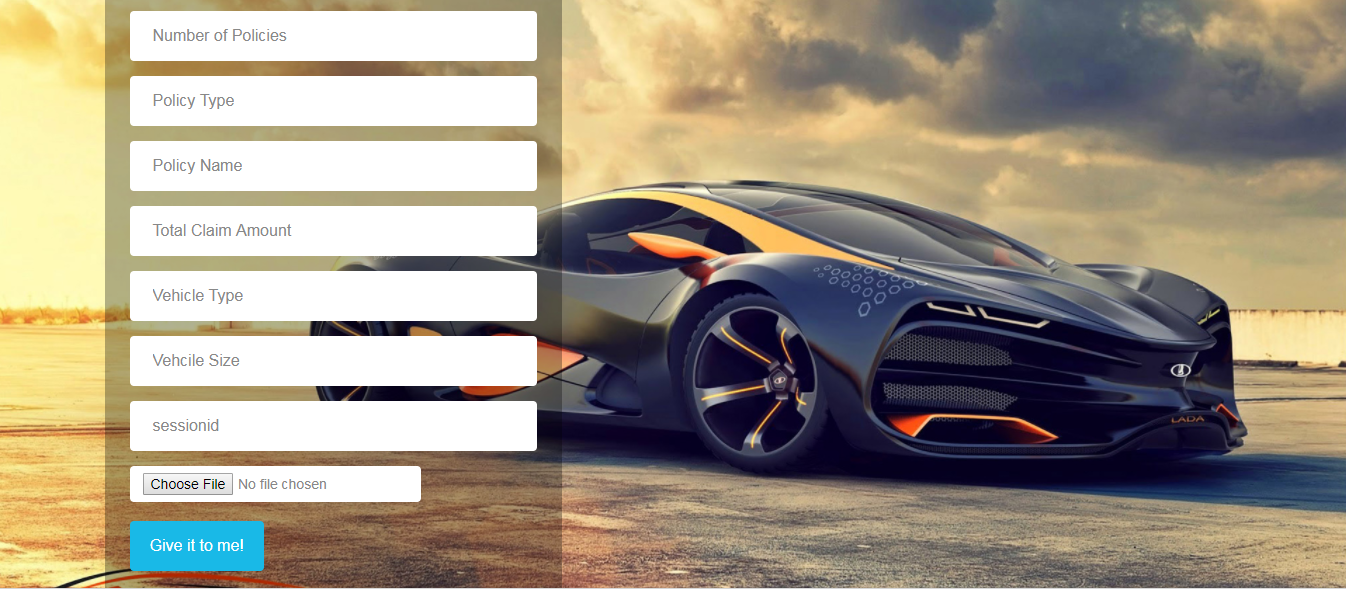 Number of Policies
Policy Type
Policy Name
Total Claim Amount
Vehicle Type
Vehcile Size
sessionid
Choose File No file chosen
Give it to me!
LADA